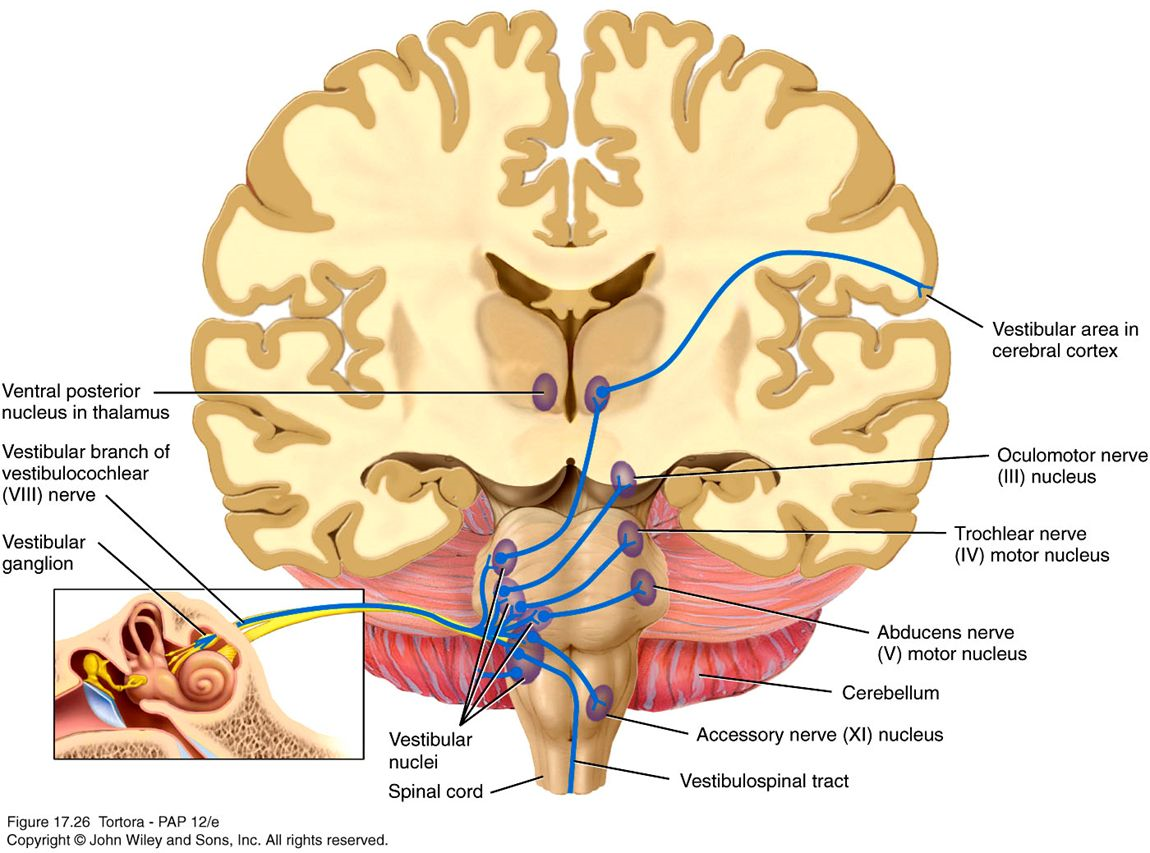 Ventral posterior
nucleus in thalamus
Vestibular branch of
vestibulocochlear
(VIII) nerve
Vestibular
ganglion
Vestibular area in
cerebral cortex
Oculomotor nerve
(III) nucleus
Trochlear nerve
(IV) motor nucleus
Abducens nerve
(V) motor nucleus
Cerebellum
Accessory nerve (XI) nucleus
Vestibulospinal tract
Vestibular
nuclei
Spinal cord
Figure 17.26 Tortora - PAP 12/e
Copyright © John Wiley and Sons, Inc. All rights reserved.